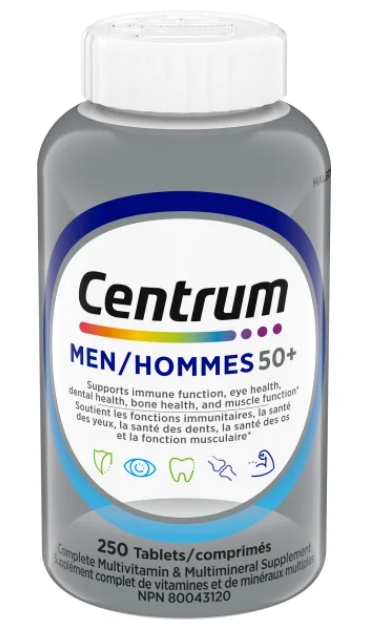 Centrum
MEN/HOMMES 50+
Supports immune function, eye health,
dental health, bone health, and muscle function*
Soutient les fonctions immunitaires, la santé
des yeux, la santé des dents, la santé des os
et la fonction musculaire*
250 Tablets/comprimés
Complete Multivitamin & Multimineral Supplement
Supplément complet de vitamines et de minéraux multiples
NPN 80043120